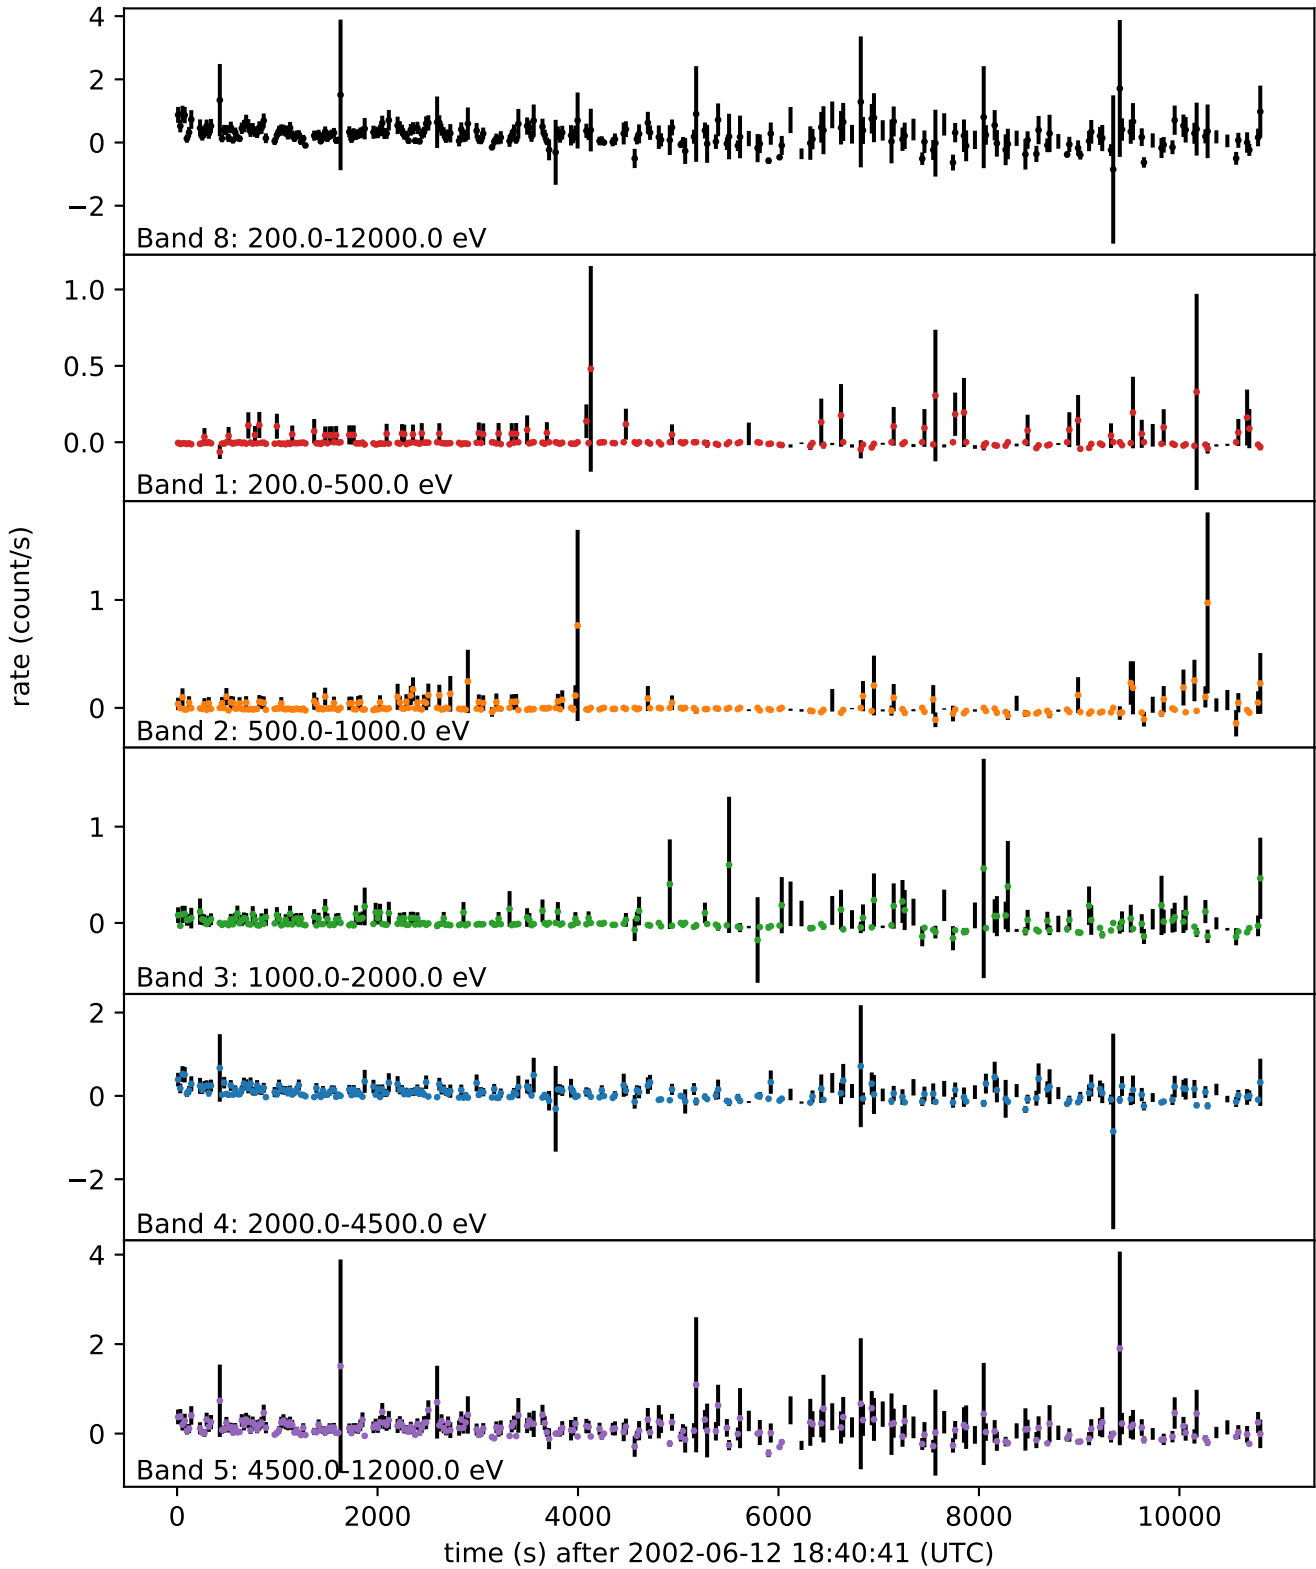 4
2
0
−2
Band 8: 200.0-12000.0 eV
1.0
0.5
0.0
Band 1: 200.0-500.0 eV
1
0
Band 2: 500.0-1000.0 eV
rate (count/s)
1
0
Band 3: 1000.0-2000.0 eV
2
0
−2
Band 4: 2000.0-4500.0 eV
4
2
0
Band 5: 4500.0-12000.0 eV
0 2000 4000 6000 8000 10000
time (s) after 2002-06-12 18:40:41 (UTC)